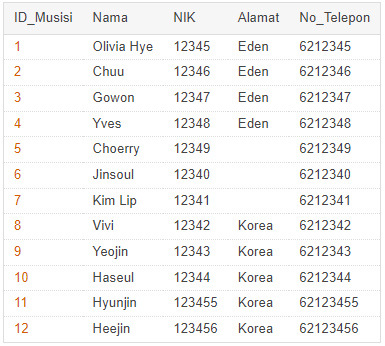 ID_Musisi Nama NIK Alamat No_Telepon
1 Olivia Hye 12345 Eden 6212345
2 Chuu 12346 Eden 6212346
3 Gowon 12347 Eden 6212347
4 Yves 12348 Eden 6212348
5 Choerry 12349 6212349
6 Jinsoul 12340 6212340
7 Kim Lip 12341 6212341
8 Vivi 12342 Korea 6212342
9 Yeojin 12343 Korea 6212343
10 Haseul 12344 Korea 6212344
11 Hyunjin 123455 Korea 62123455
12 Heejin 123456 Korea 62123456